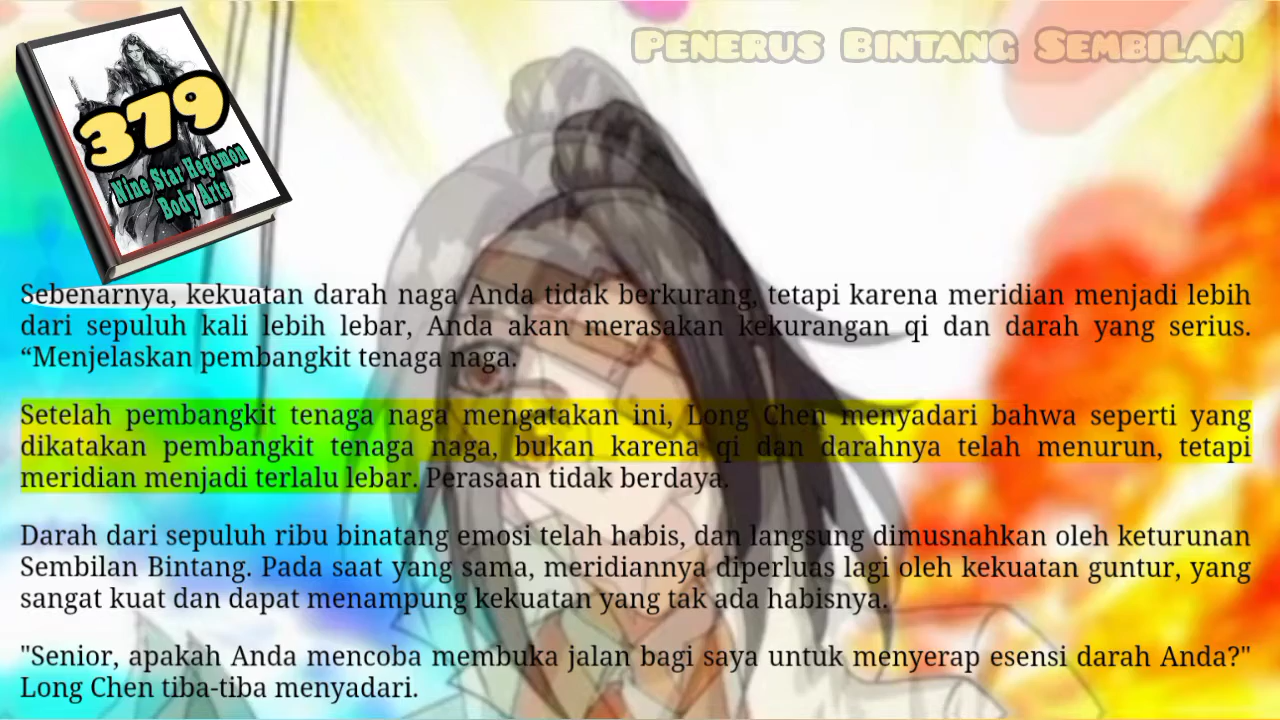 Penerus Bintang Sembilan
379
Nine Star Hegemon
Body Arts
Sebenarnya, kekuatan darah naga Anda tidak berkurang, tetapi karena meridian menjadi lebih
dari sepuluh kali lebih lebar, Anda akan merasakan kekurangan qi dan darah yang serius.
“Menjelaskan pembangkit tenaga naga.
Setelah pembangkit tenaga naga mengatakan ini, Long Chen menyadari bahwa seperti yang
dikatakan pembangkit tenaga naga, bukan karena qi dan darahnya telah menurun, tetapi
meridian menjadi terlalu lebar. Perasaan tidak berdaya.
Darah dari sepuluh ribu binatang emosi telah habis, dan langsung dimusnahkan oleh keturunan
Sembilan Bintang. Pada saat yang sama, meridiannya diperluas lagi oleh kekuatan guntur, yang
sangat kuat dan dapat menampung kekuatan yang tak ada habisnya.
"Senior, apakah Anda mencoba membuka jalan bagi saya untuk menyerap esensi darah Anda?"
Long Chen tiba-tiba menyadari.